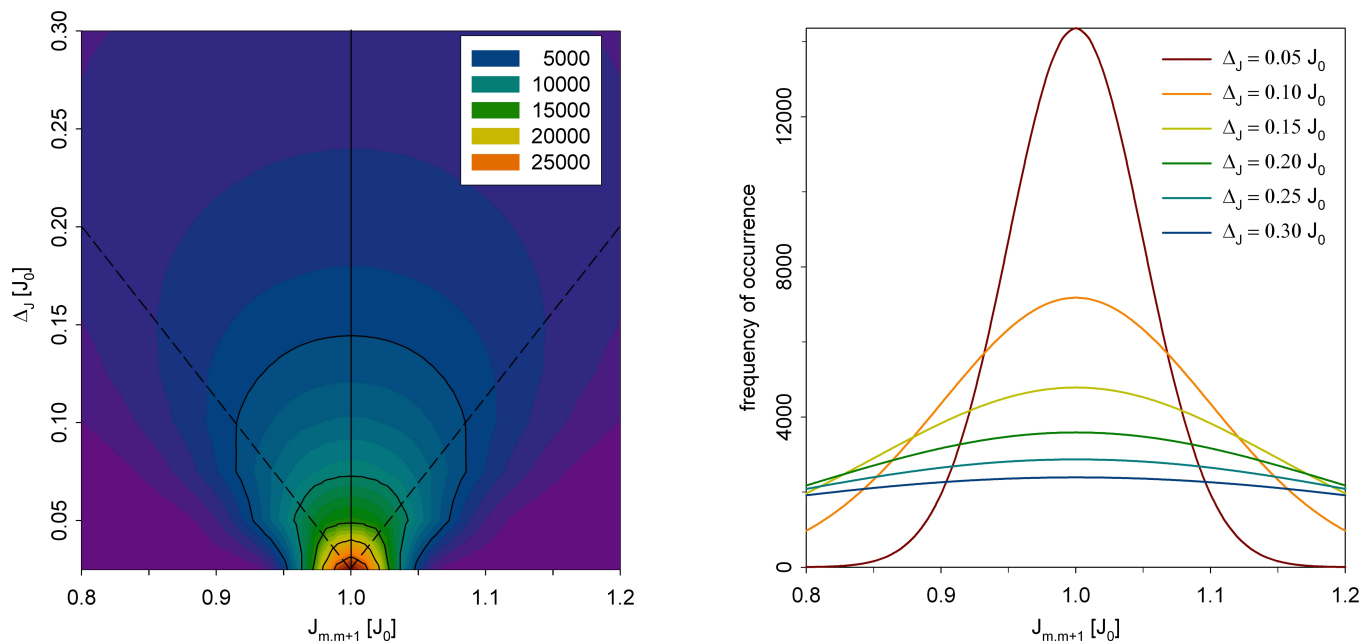 0.30
0.25
0.20
0.15
0.10
0.05
Δ_J [J_0]
0.8 0.9 1.0 1.1 1.2
J_m,m+1 [J_0]
5000
10000
15000
20000
25000
12000
8000
4000
0
frequency of occurrence
0.8 0.9 1.0 1.1 1.2
J_m,m+1 [J_0]
Δ_J = 0.05 J_0
Δ_J = 0.10 J_0
Δ_J = 0.15 J_0
Δ_J = 0.20 J_0
Δ_J = 0.25 J_0
Δ_J = 0.30 J_0